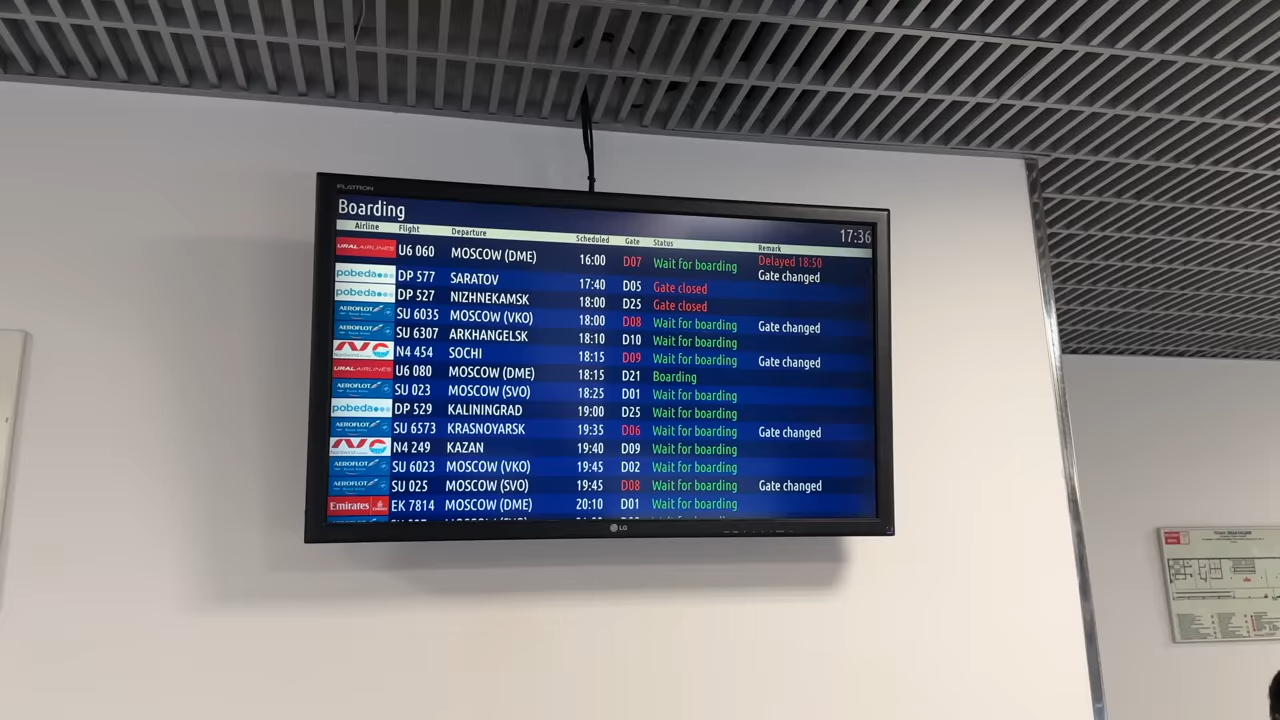 FLATRON
Boarding
17:36
Airline Flight Departure Scheduled Gate Status Remark
URAL AIRLINES U6 060 MOSCOW (DME) 16:00 D07 Wait for boarding Delayed 18:50
Gate changed
pobeda DP 577 SARATOV 17:40 D05 Gate closed
pobeda DP 527 NIZHNEKAMSK 18:00 D25 Gate closed
AEROFLOT SU 6035 MOSCOW (VKO) 18:00 D08 Wait for boarding Gate changed
AEROFLOT SU 6307 ARKHANGELSK 18:10 D10 Wait for boarding
Nordwind N4 454 SOCHI 18:15 D09 Wait for boarding Gate changed
URAL AIRLINES U6 080 MOSCOW (DME) 18:15 D21 Boarding
AEROFLOT SU 023 MOSCOW (SVO) 18:25 D01 Wait for boarding
pobeda DP 529 KALININGRAD 19:00 D25 Wait for boarding
AEROFLOT SU 6573 KRASNOYARSK 19:35 D06 Wait for boarding Gate changed
Nordwind N4 249 KAZAN 19:40 D09 Wait for boarding
AEROFLOT SU 6023 MOSCOW (VKO) 19:45 D02 Wait for boarding
AEROFLOT SU 025 MOSCOW (SVO) 19:45 D08 Wait for boarding Gate changed
Emirates EK 7814 MOSCOW (DME) 20:10 D01 Wait for boarding
LG